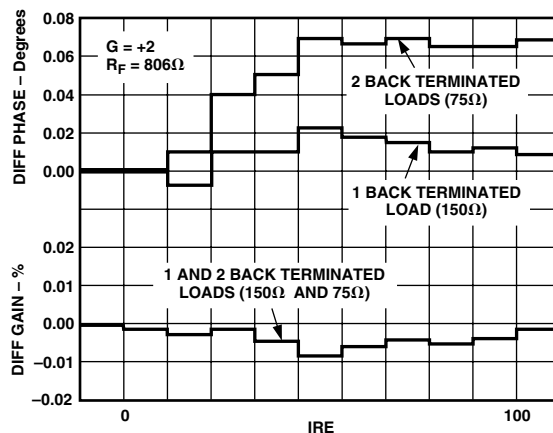 DIFF PHASE – Degrees
0.08
0.06
0.04
0.02
0.00
G = +2
RF = 806Ω
2 BACK TERMINATED
LOADS (75Ω)
1 BACK TERMINATED
LOAD (150Ω)
DIFF GAIN – %
0.02
0.01
0.00
–0.01
–0.02
1 AND 2 BACK TERMINATED
LOADS (150Ω AND 75Ω)
0
IRE
100